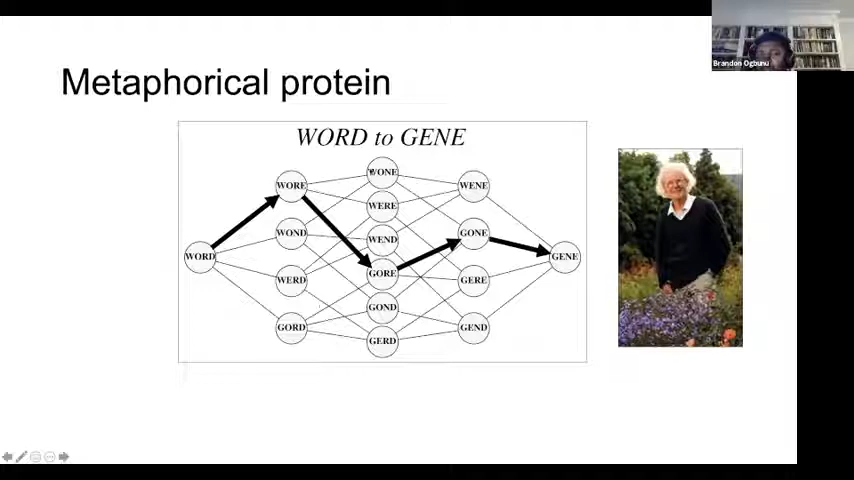 Brandon Ogbunu
Metaphorical protein
WORD to GENE
WORD
WORE
WOND
WERD
GORD
WONE
WERE
WEND
GORE
GOND
GERD
WENE
GONE
GERE
GEND
GENE